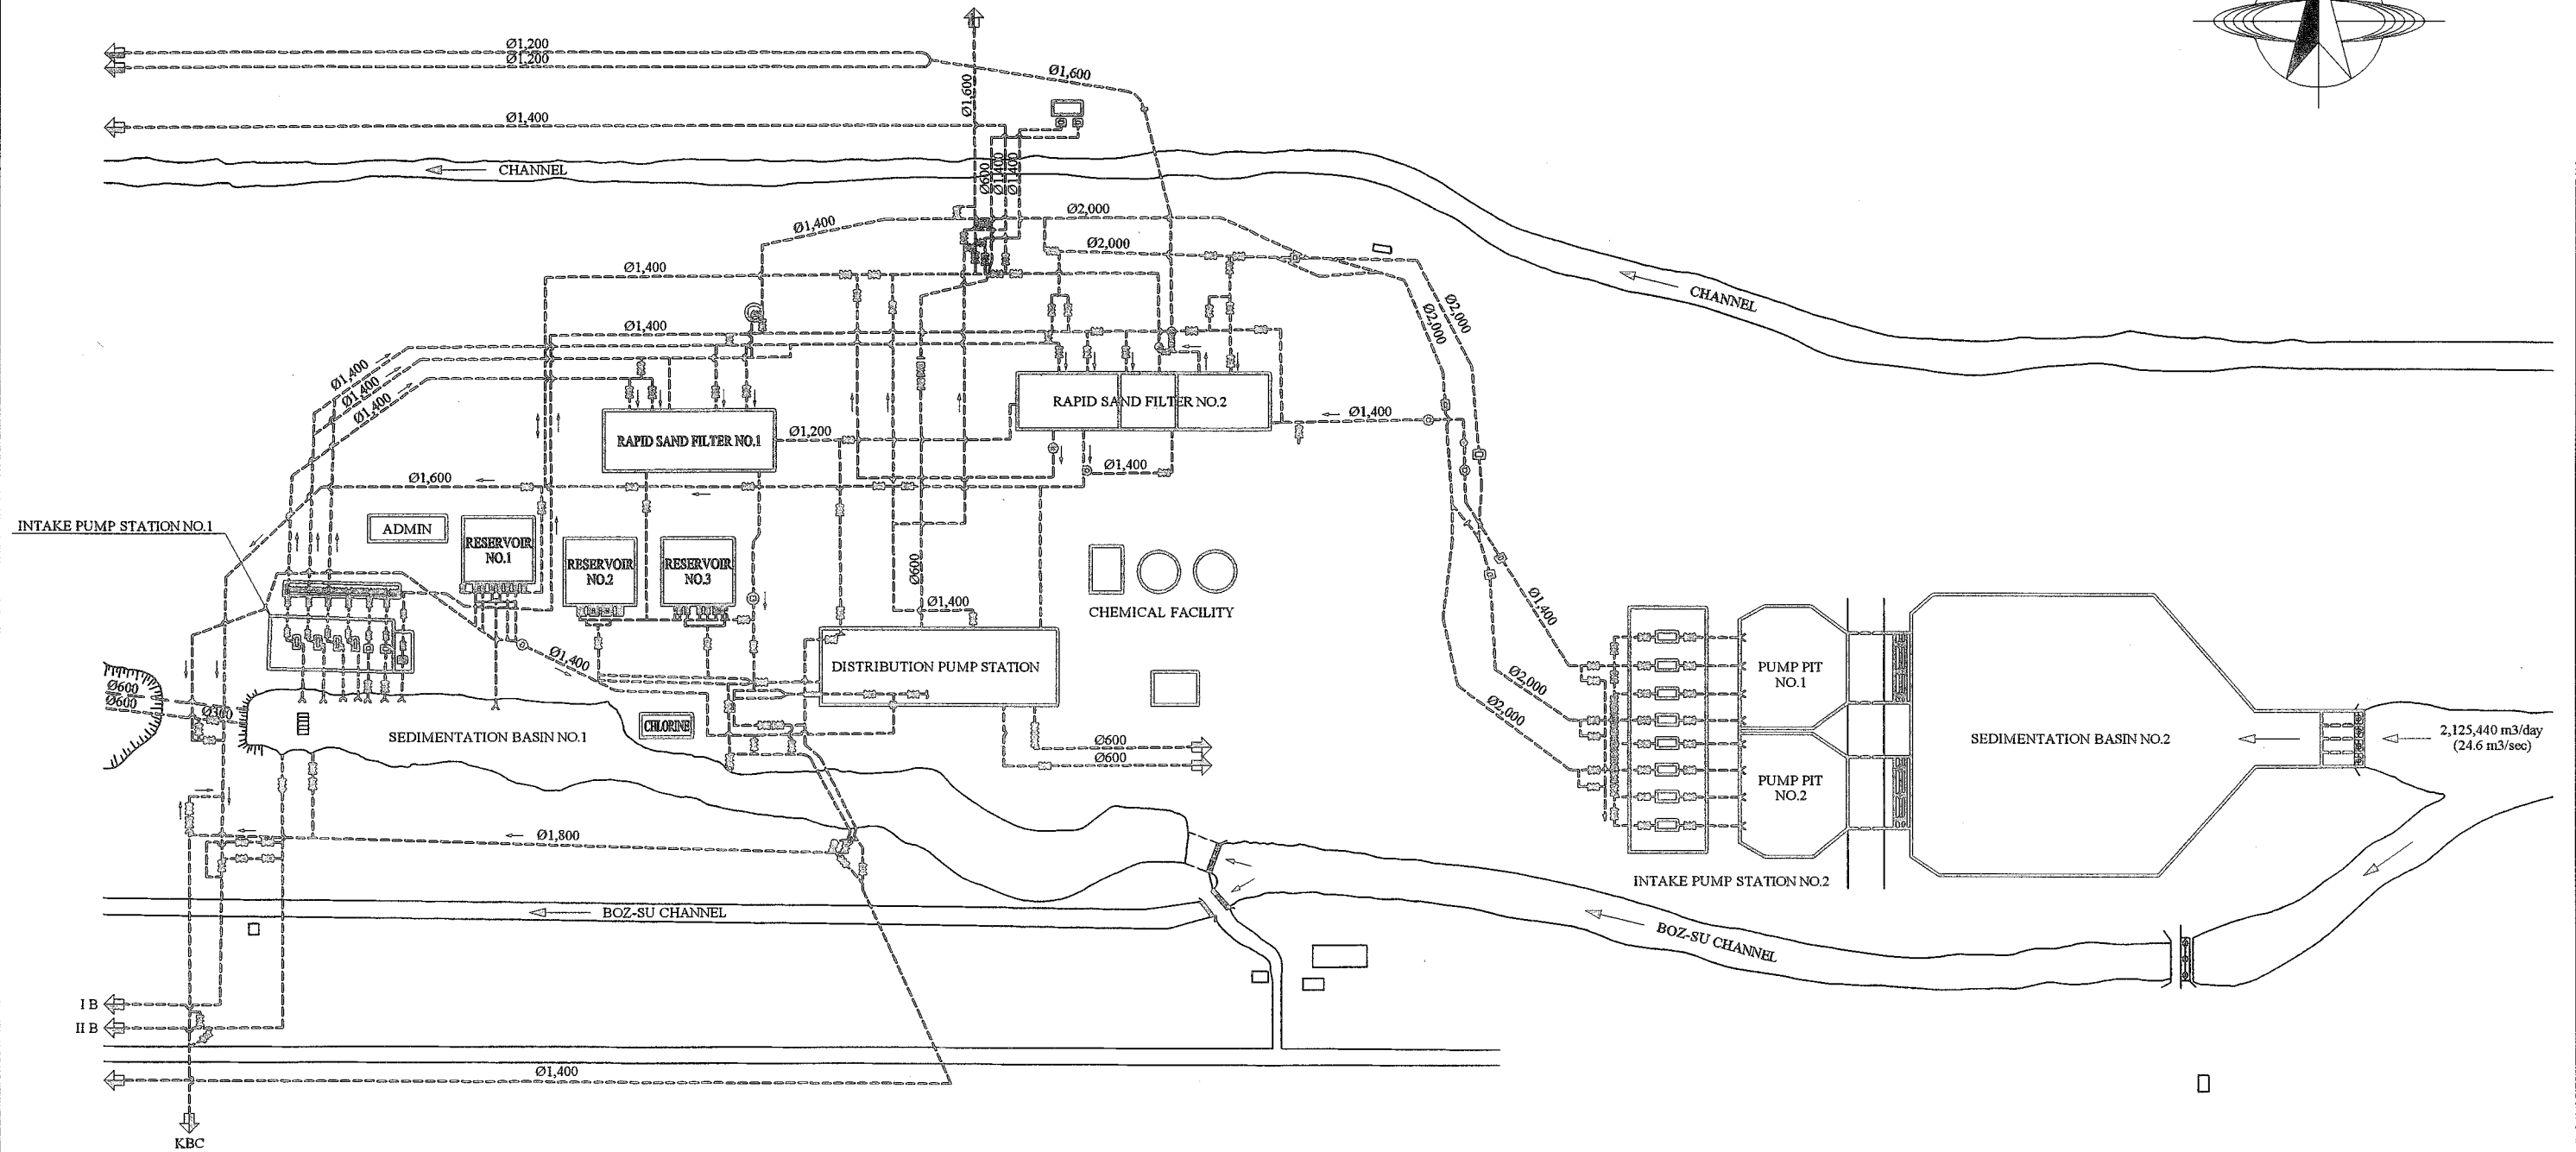 Ø1,200
Ø1,200
Ø1,600
Ø1,600
Ø1,400
Ø600
Ø1,400
Ø1,400
CHANNEL
Ø2,000
Ø1,400
Ø2,000
Ø1,400
CHANNEL
Ø2,000
Ø2,000
Ø1,400
Ø1,400
Ø1,400
Ø1,400
RAPID SAND FILTER NO.2
Ø1,400
RAPID SAND FILTER NO.1
Ø1,200
Ø1,400
Ø1,600
INTAKE PUMP STATION NO.1
ADMIN
RESERVOIR
NO.1
RESERVOIR
NO.2
RESERVOIR
NO.3
Ø600
Ø1,400
CHEMICAL FACILITY
Ø1,400
Ø1,400
DISTRIBUTION PUMP STATION
PUMP PIT
NO.1
Ø2,000
Ø2,000
Ø600
Ø600
Ø300
CHLORINE
SEDIMENTATION BASIN NO.1
Ø600
Ø600
SEDIMENTATION BASIN NO.2
2,125,440 m3/day
(24.6 m3/sec)
PUMP PIT
NO.2
Ø1,800
INTAKE PUMP STATION NO.2
BOZ-SU CHANNEL
BOZ-SU CHANNEL
I B
II B
Ø1,400
KBC